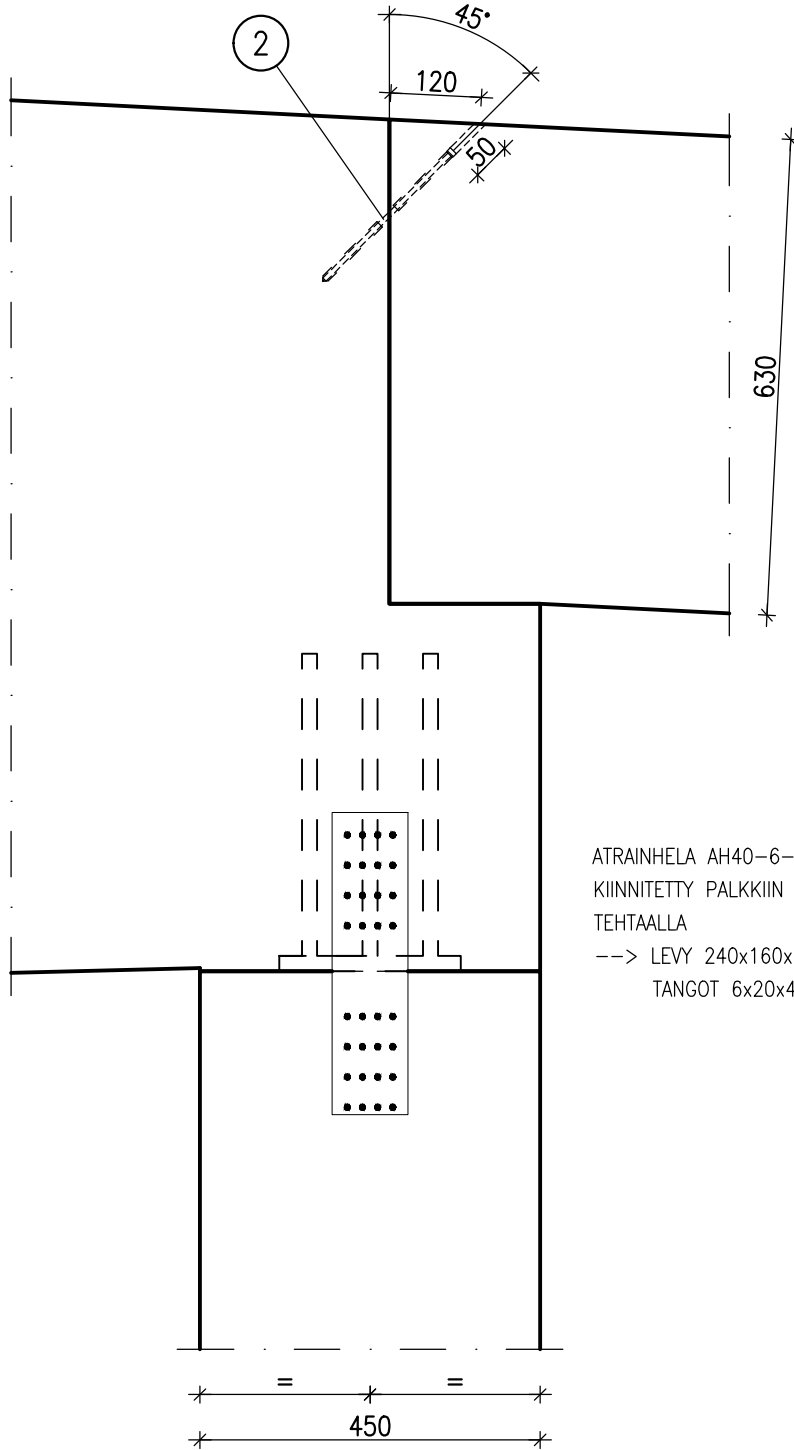 45°
2
120
50
630
ATRAINHELA AH40-6-
KIINNITETTY PALKKIIN
TEHTAALLA
--> LEVY 240x160x
TANGOT 6x20x4
= =
450